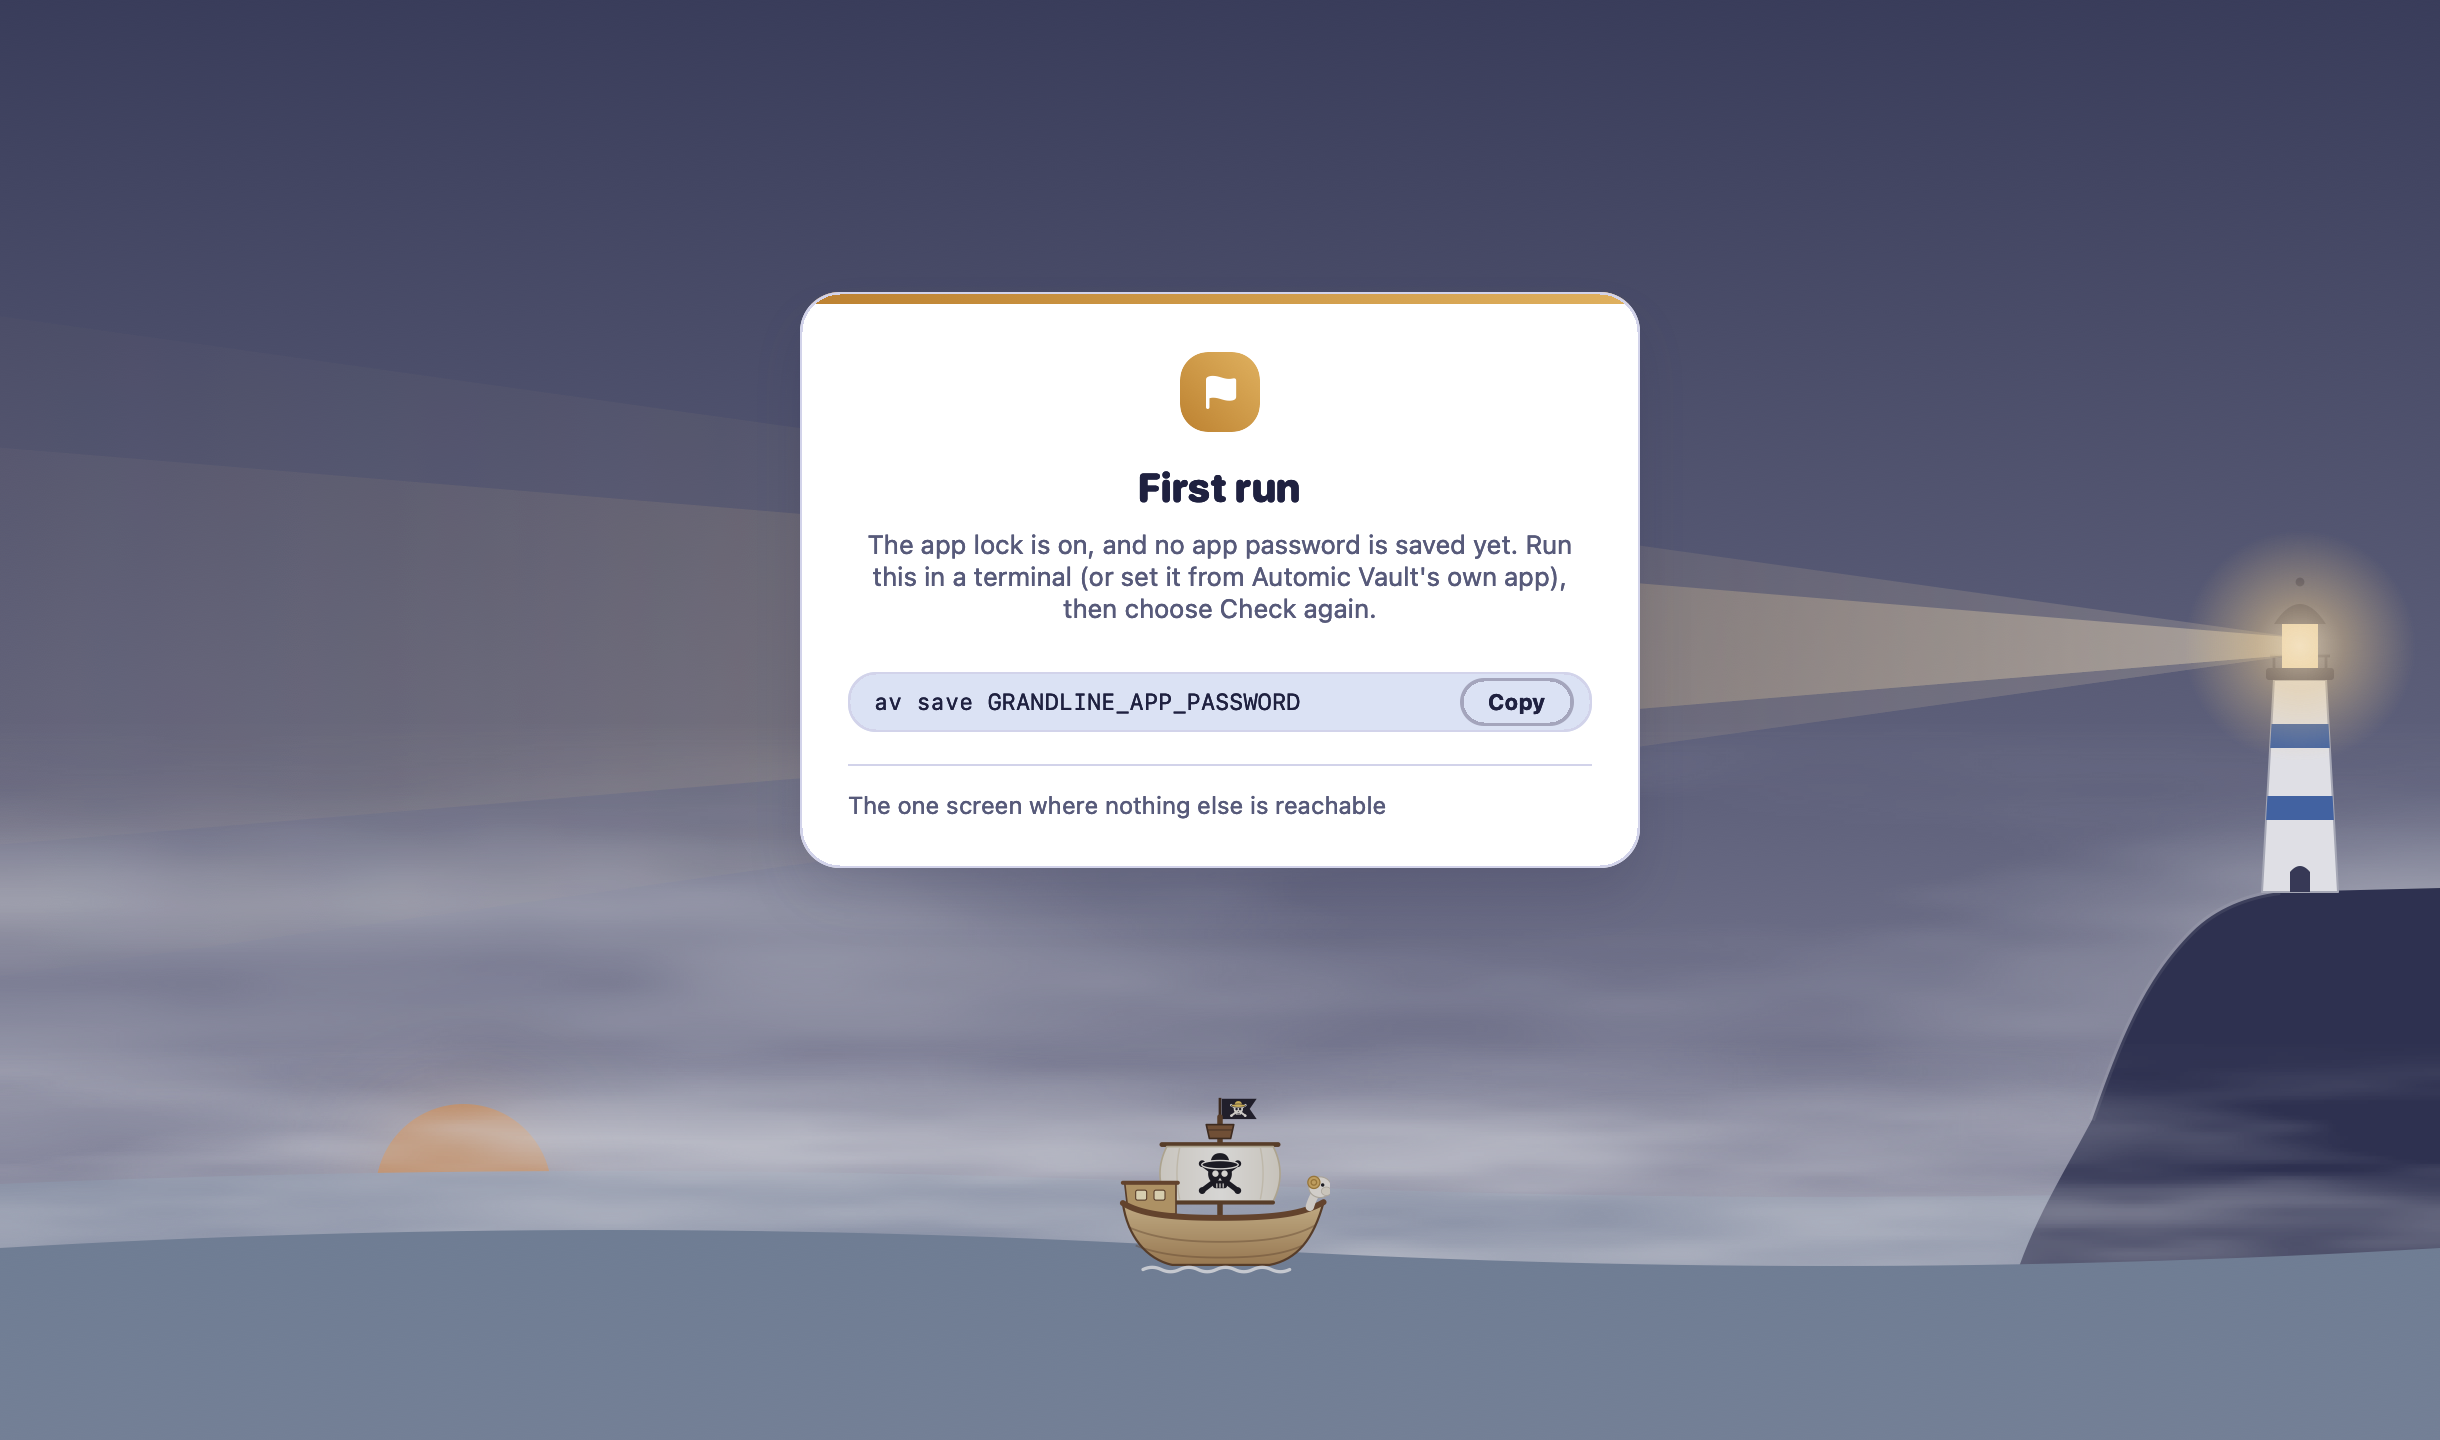 First run
The app lock is on, and no app password is saved yet. Run
this in a terminal (or set it from Automic Vault's own app),
then choose Check again.
av save GRANDLINE_APP_PASSWORD
Copy
The one screen where nothing else is reachable